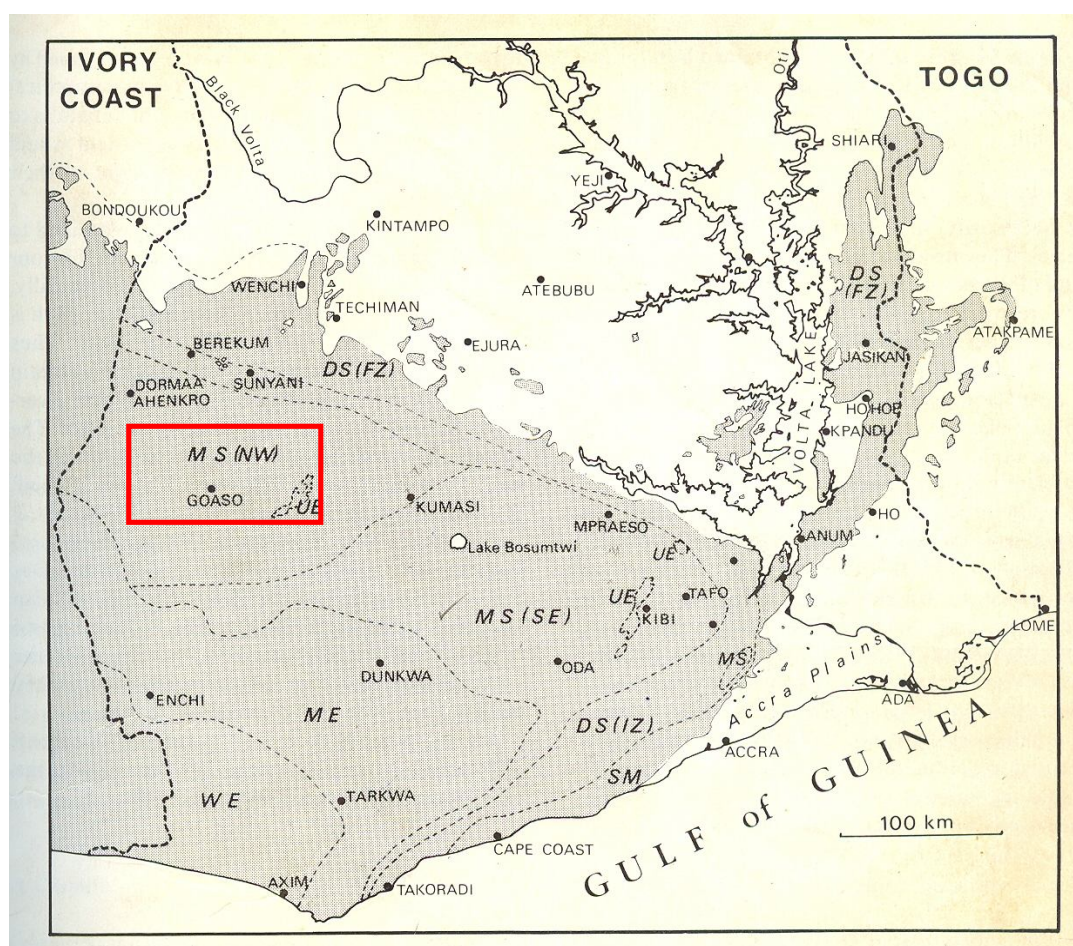 IVORY
COAST
TOGO
Black Volta
Oti
SHIARI
YEJI
BONDOUKOU
KINTAMPO
WENCHI
ATEBUBU
DS
(FZ)
TECHIMAN
ATAKPAME
EJURA
BEREKUM
JASIKAN
VOLTA LAKE
SUNYANI
DS(FZ)
DORMAA
AHENKRO
HOHOE
KPANDU
MS(NW)
GOASO
UE
KUMASI
MPRAESO
HO
ANUM
Lake Bosumtwi
UE
UE
TAFO
KIBI
MS(SE)
LOME
MS
ODA
DUNKWA
Accra Plains
ENCHI
ADA
ME
DS(IZ)
ACCRA
SM
WE
TARKWA
GULF of GUINEA
100 km
CAPE COAST
AXIM
TAKORADI